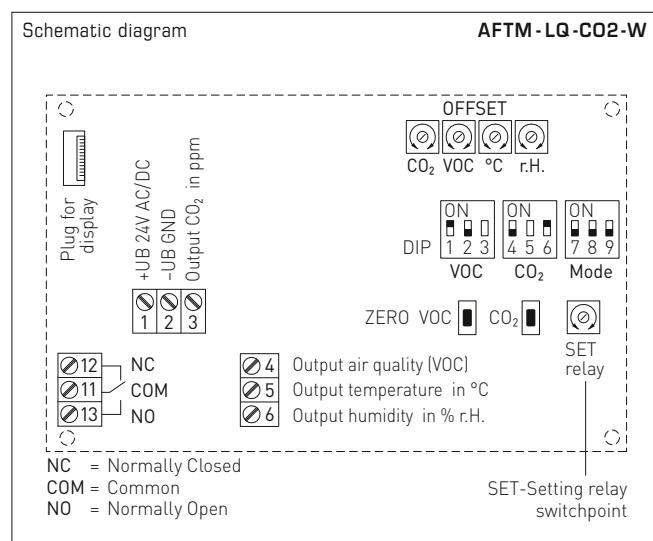 Schematic diagram AFTM-LQ-CO2-W
OFFSET
CO₂ VOC °C r.H.
Plug for
display
+UB 24V AC/DC
-UB GND
Output CO₂ in ppm
ON ON ON
DIP 1 2 3 4 5 6 7 8 9
VOC CO₂ Mode
1 2 3
ZERO VOC CO₂
SET
relay
12 NC
11 COM
13 NO
4 Output air quality (VOC)
5 Output temperature in °C
6 Output humidity in % r.H.
NC = Normally Closed
COM = Common
NO = Normally Open
SET-Setting relay
switchpoint